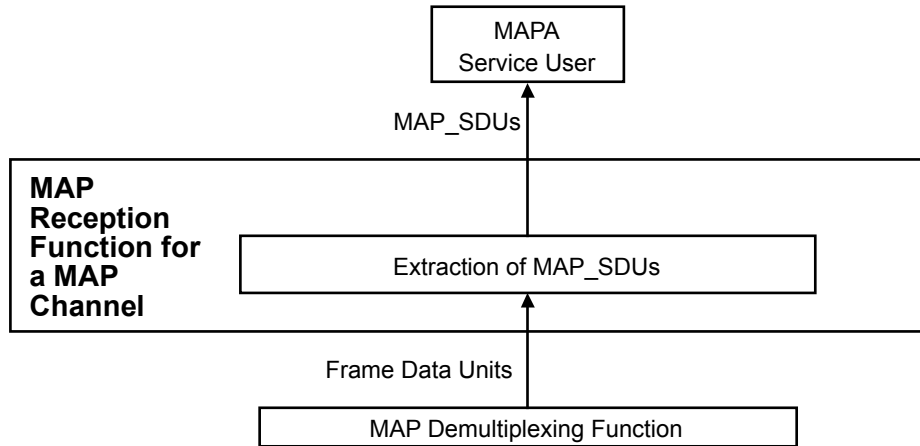 MAPA
Service User
MAP_SDUs
MAP
Reception
Function for
a MAP
Channel
Extraction of MAP_SDUs
Frame Data Units
MAP Demultiplexing Function